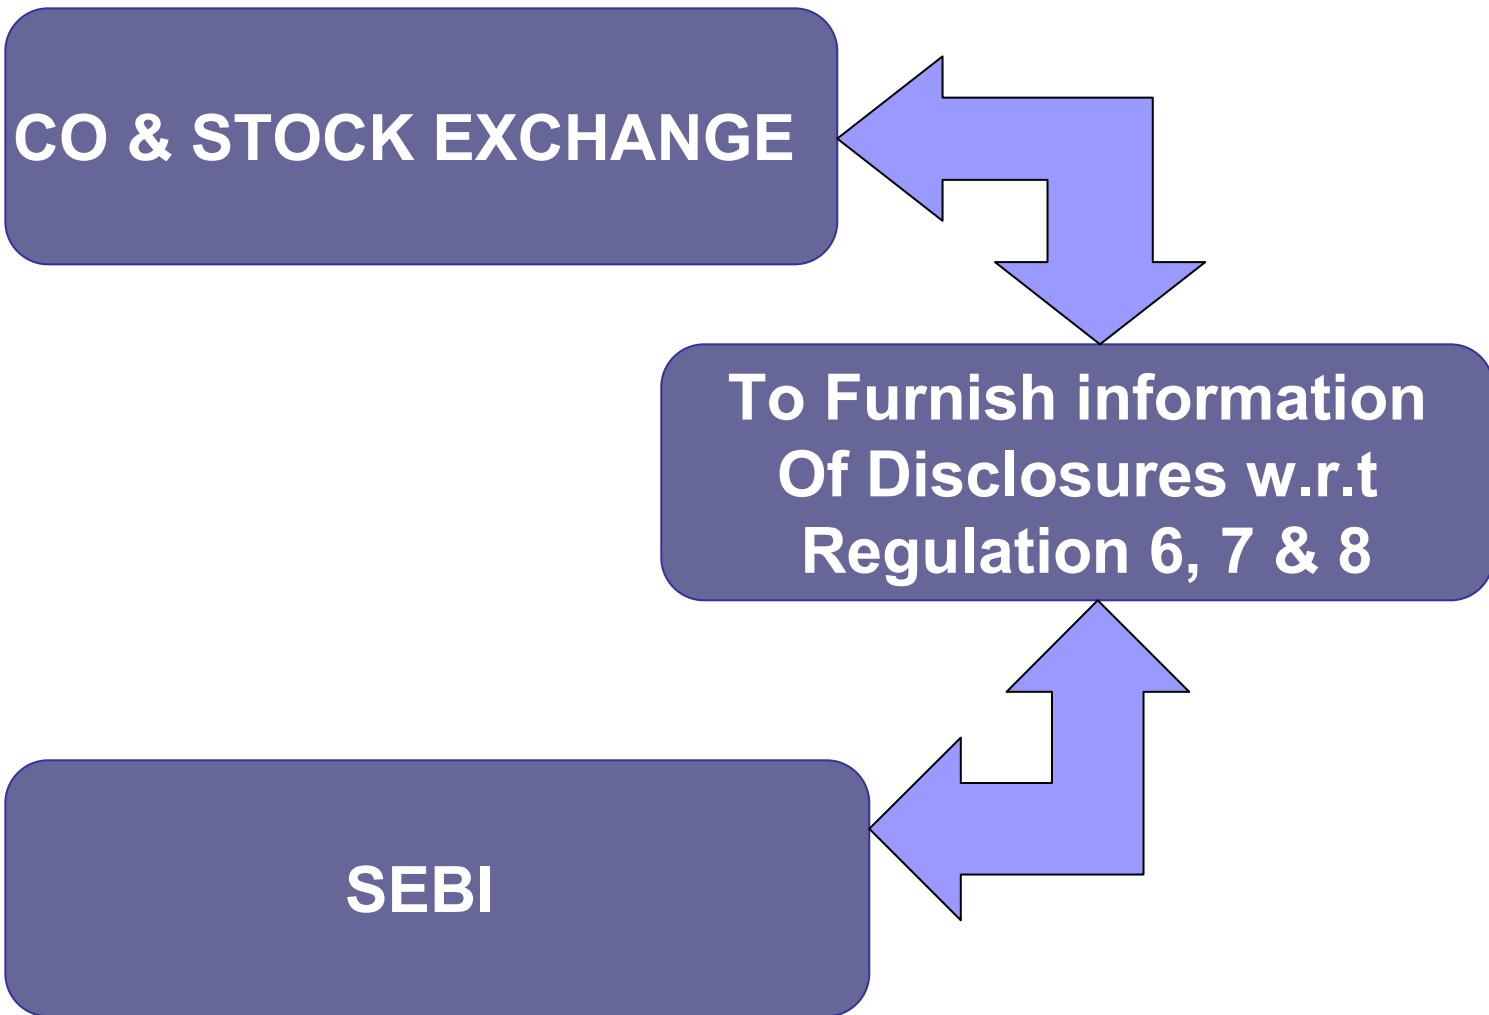 CO & STOCK EXCHANGE
To Furnish information
Of Disclosures w.r.t
Regulation 6, 7 & 8
SEBI